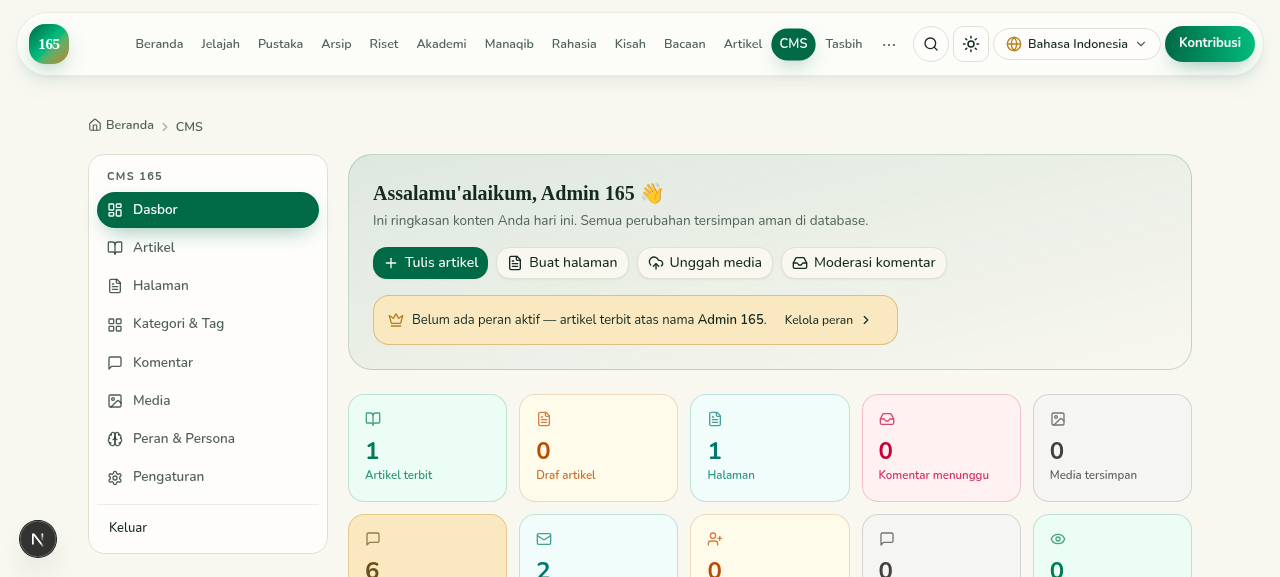 165
Beranda Jelajah Pustaka Arsip Riset Akademi Manaqib Rahasia Kisah Bacaan Artikel CMS Tasbih ... Bahasa Indonesia Kontribusi
Beranda > CMS
CMS 165
Dasbor
Artikel
Halaman
Kategori & Tag
Komentar
Media
Peran & Persona
Pengaturan
Keluar
N
Assalamu'alaikum, Admin 165 👋
Ini ringkasan konten Anda hari ini. Semua perubahan tersimpan aman di database.
+ Tulis artikel Buat halaman Unggah media Moderasi komentar
Belum ada peran aktif — artikel terbit atas nama Admin 165. Kelola peran >
1
Artikel terbit
0
Draf artikel
1
Halaman
0
Komentar menunggu
0
Media tersimpan
6
2
0
0
0